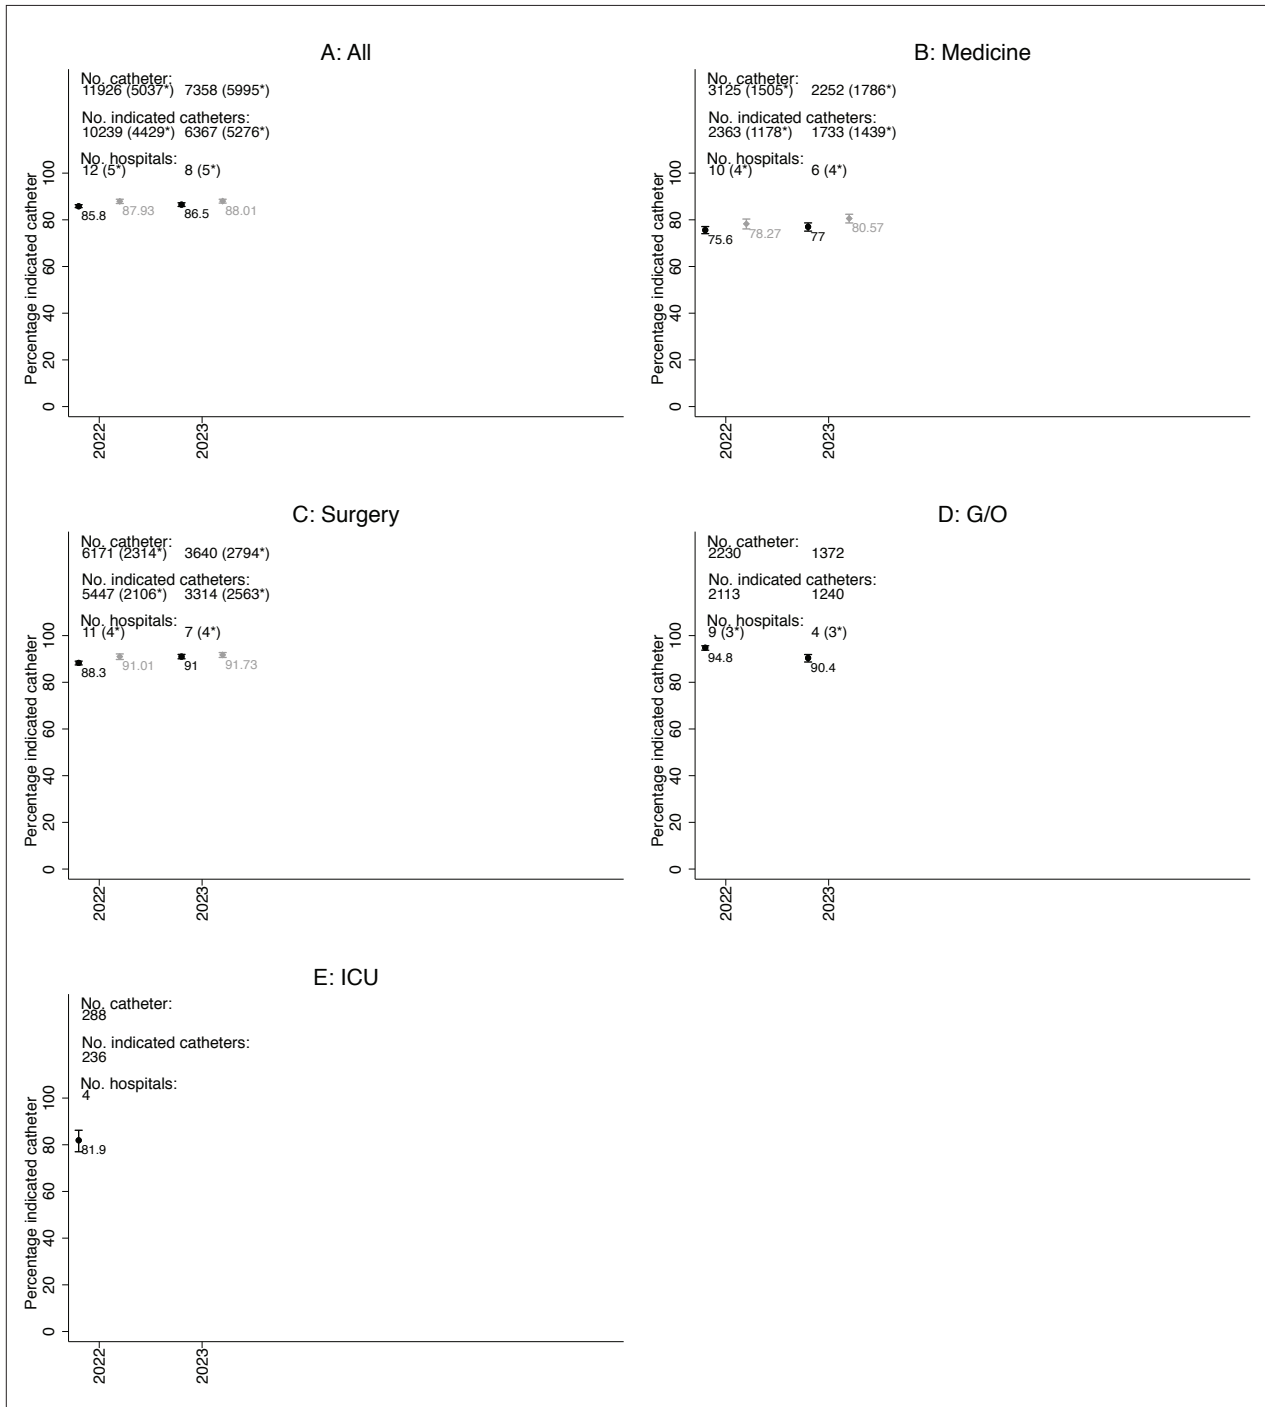 A: All
No. catheter:
11926 (5037*) 7358 (5995*)
No. indicated catheters:
10239 (4429*) 6367 (5276*)
No. hospitals:
12 (5*) 8 (5*)
Percentage indicated catheter
100
80
60
40
20
0
85.8
87.93
86.5
88.01
2022
2023
B: Medicine
No. catheter:
3125 (1505*) 2252 (1786*)
No. indicated catheters:
2363 (1178*) 1733 (1439*)
No. hospitals:
10 (4*) 6 (4*)
Percentage indicated catheter
100
80
60
40
20
0
75.6
78.27
77
80.57
2022
2023
C: Surgery
No. catheter:
6171 (2314*) 3640 (2794*)
No. indicated catheters:
5447 (2106*) 3314 (2563*)
No. hospitals:
11 (4*) 7 (4*)
Percentage indicated catheter
100
80
60
40
20
0
88.3
91.01
91
91.73
2022
2023
D: G/O
No. catheter:
2230 1372
No. indicated catheters:
2113 1240
No. hospitals:
9 (3*) 4 (3*)
Percentage indicated catheter
100
80
60
40
20
0
94.8
90.4
2022
2023
E: ICU
No. catheter:
288
No. indicated catheters:
236
No. hospitals:
4
Percentage indicated catheter
100
80
60
40
20
0
81.9
2022
2023